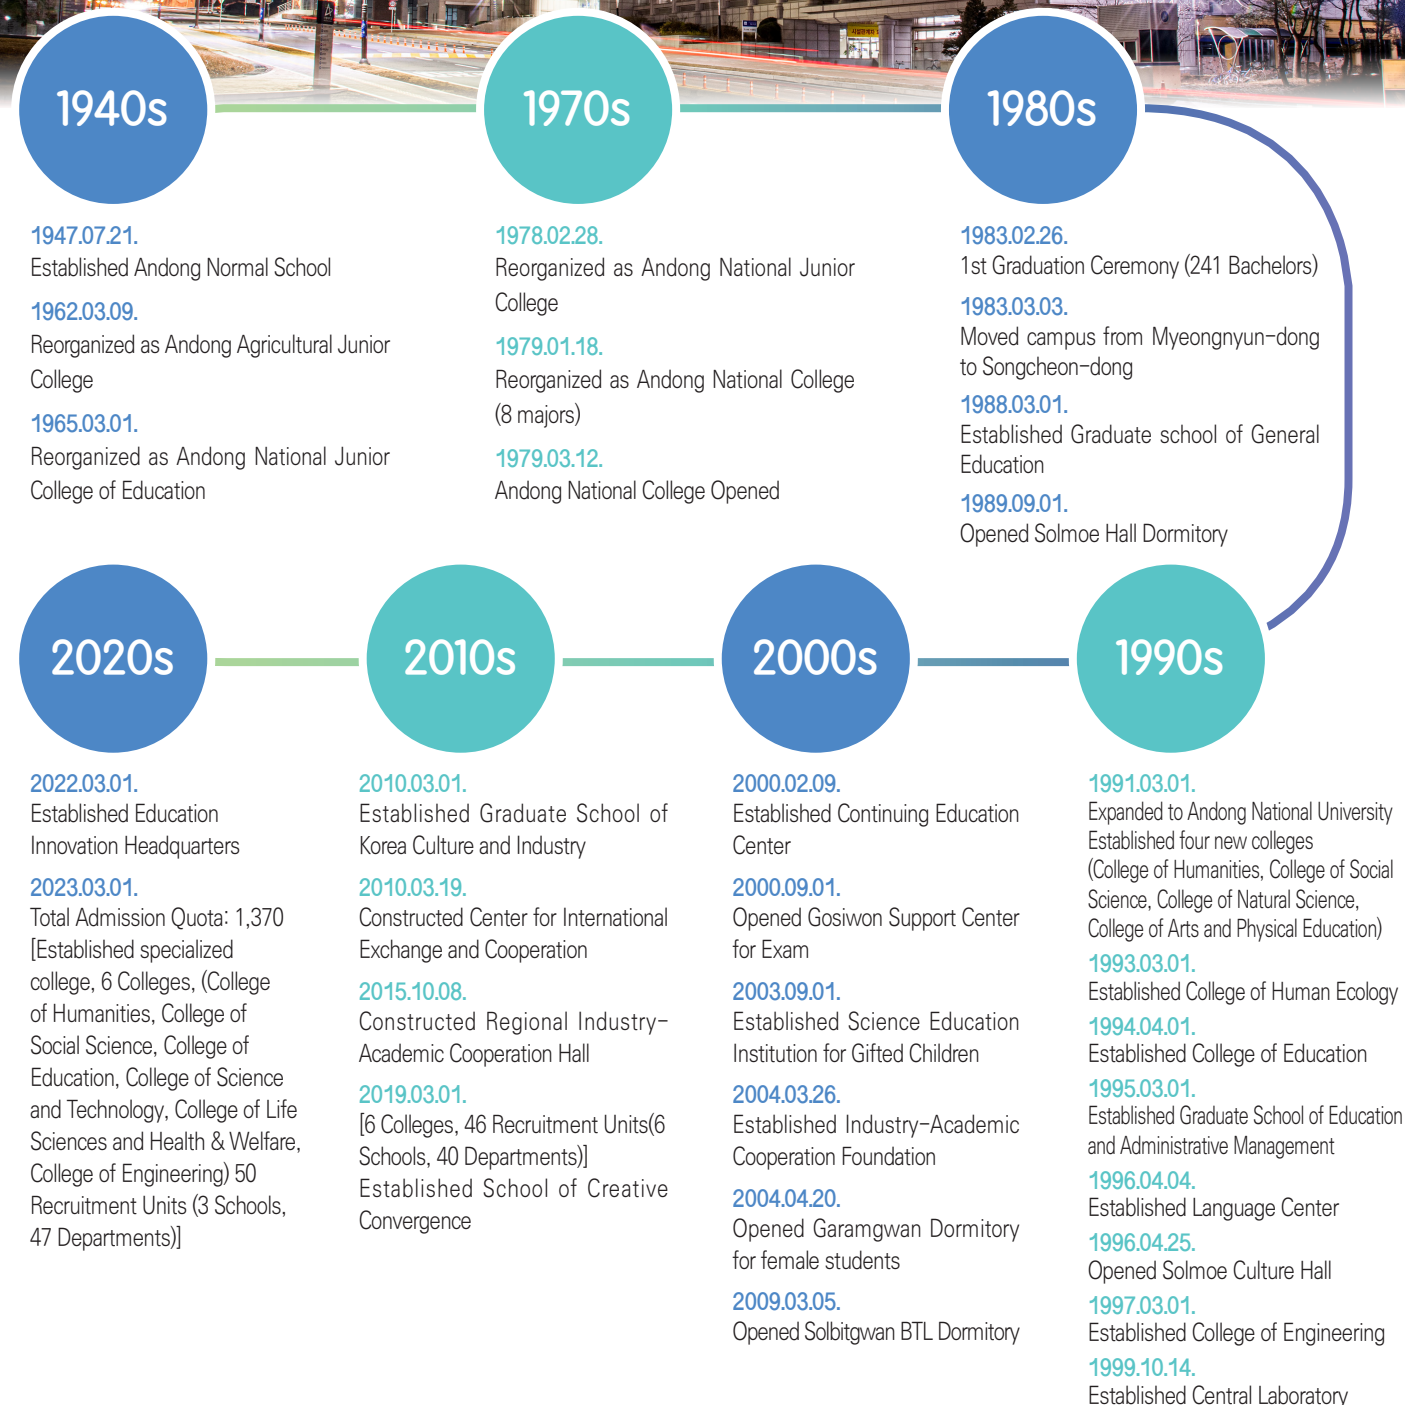 1940s
1947.07.21.
Established Andong Normal School
1962.03.09.
Reorganized as Andong Agricultural Junior
College
1965.03.01.
Reorganized as Andong National Junior
College of Education
1970s
1978.02.28.
Reorganized as Andong National Junior
College
1979.01.18.
Reorganized as Andong National College
(8 majors)
1979.03.12.
Andong National College Opened
1980s
1983.02.26.
1st Graduation Ceremony (241 Bachelors)
1983.03.03.
Moved campus from Myeongnyun-dong
to Songcheon-dong
1988.03.01.
Established Graduate school of General
Education
1989.09.01.
Opened Solmoe Hall Dormitory
2020s
2022.03.01.
Established Education
Innovation Headquarters
2023.03.01.
Total Admission Quota: 1,370
[Established specialized
college, 6 Colleges, (College
of Humanities, College of
Social Science, College of
Education, College of Science
and Technology, College of Life
Sciences and Health & Welfare,
College of Engineering) 50
Recruitment Units (3 Schools,
47 Departments)]
2010s
2010.03.01.
Established Graduate School of
Korea Culture and Industry
2010.03.19.
Constructed Center for International
Exchange and Cooperation
2015.10.08.
Constructed Regional Industry-
Academic Cooperation Hall
2019.03.01.
[6 Colleges, 46 Recruitment Units(6
Schools, 40 Departments)]
Established School of Creative
Convergence
2000s
2000.02.09.
Established Continuing Education
Center
2000.09.01.
Opened Gosiwon Support Center
for Exam
2003.09.01.
Established Science Education
Institution for Gifted Children
2004.03.26.
Established Industry-Academic
Cooperation Foundation
2004.04.20.
Opened Garamgwan Dormitory
for female students
2009.03.05.
Opened Solbitgwan BTL Dormitory
1990s
1991.03.01.
Expanded to Andong National University
Established four new colleges
(College of Humanities, College of Social
Science, College of Natural Science,
College of Arts and Physical Education)
1993.03.01.
Established College of Human Ecology
1994.04.01.
Established College of Education
1995.03.01.
Established Graduate School of Education
and Administrative Management
1996.04.04.
Established Language Center
1996.04.25.
Opened Solmoe Culture Hall
1997.03.01.
Established College of Engineering
1999.10.14.
Established Central Laboratory